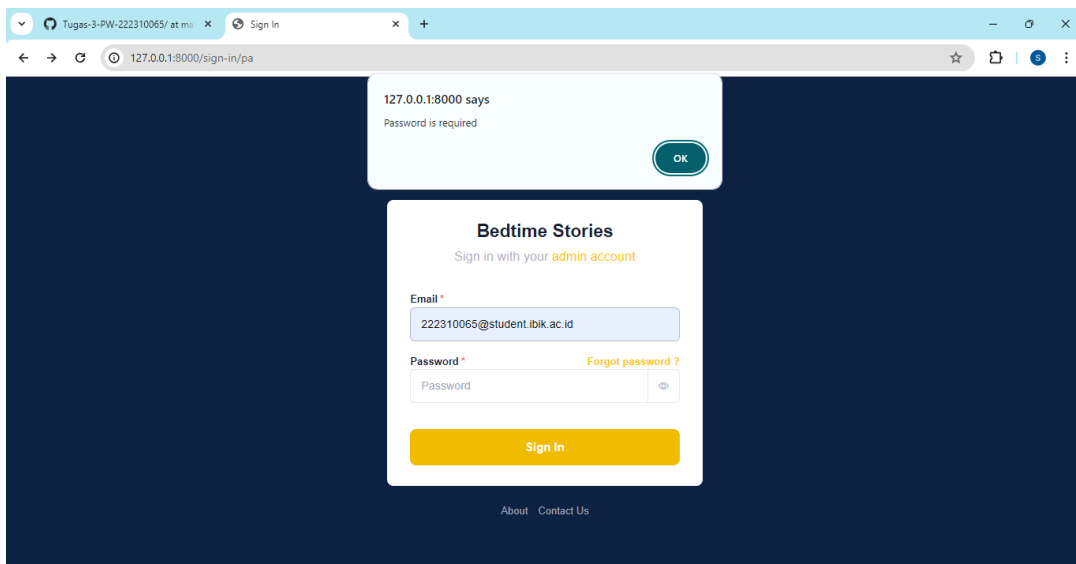 Tugas-3-PW-222310065/ at ma
Sign In
127.0.0.1:8000/sign-in/pa
S
127.0.0.1:8000 says
Password is required
OK
Bedtime Stories
Sign in with your admin account
Email *
222310065@student.ibik.ac.id
Password * Forgot password ?
Password
Sign In
About Contact Us